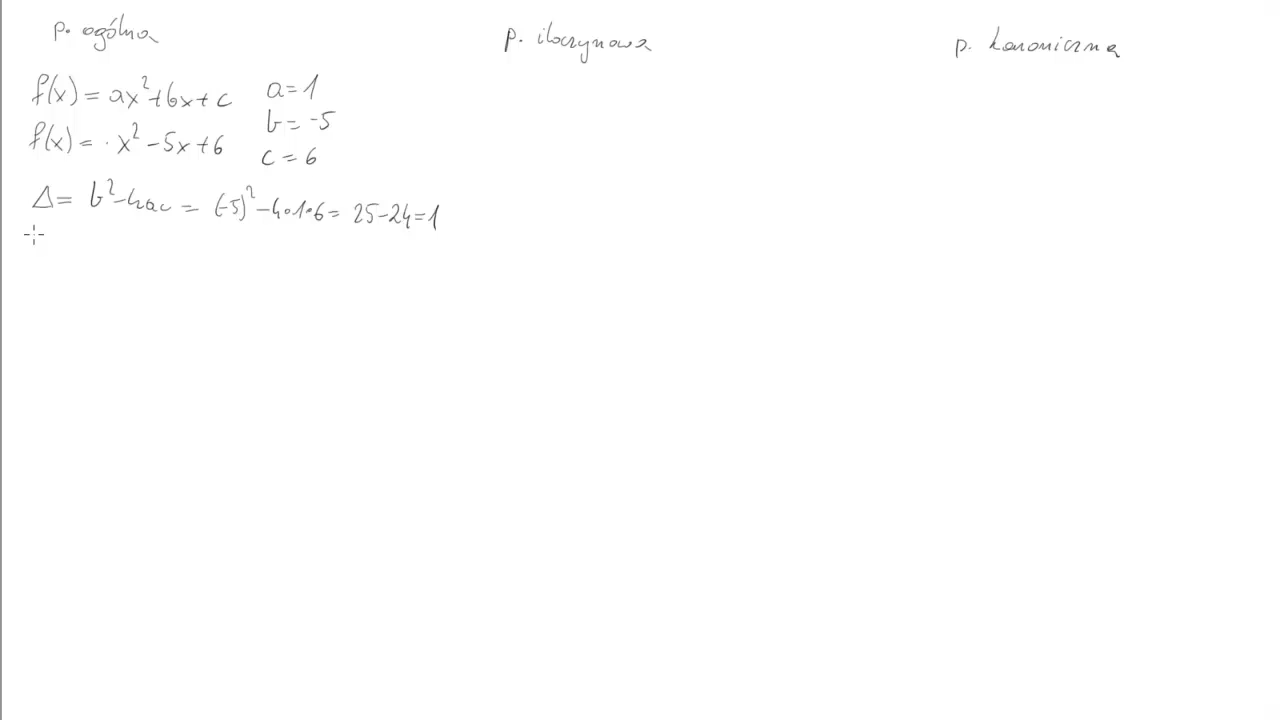 p. ogólna
p. iloczynowa
p. kanoniczna
f(x) = ax²+bx+c
a=1
b=-5
f(x) = · x² - 5x + 6
c = 6
Δ = b²-4ac = (-5)² - 4·1·6 = 25-24=1